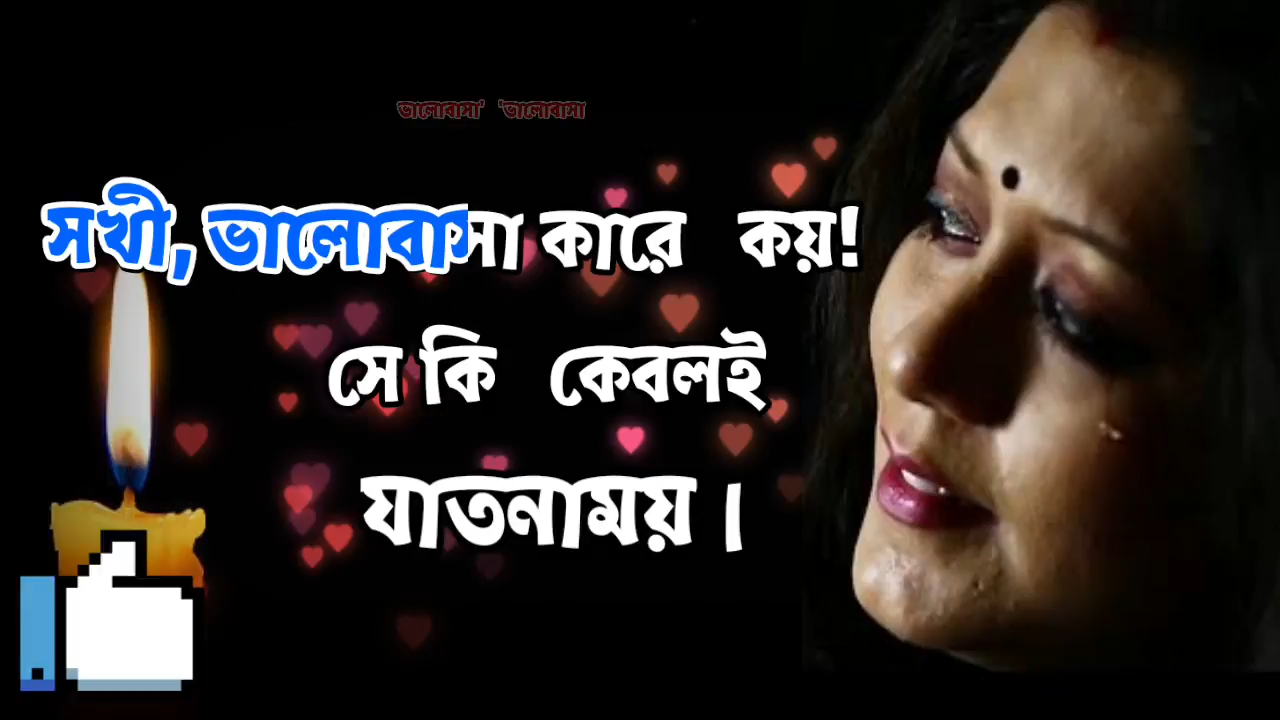 ভালোবাসা' 'ভালোবাসা
সখী, ভালোবাসা কারে কয়!
সে কি কেবলই
যাতনাময় ।